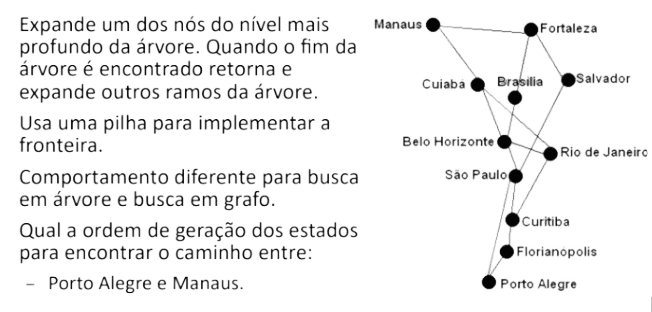 Expande um dos nós do nível mais
profundo da árvore. Quando o fim da
árvore é encontrado retorna e
expande outros ramos da árvore.
Usa uma pilha para implementar a
fronteira.
Comportamento diferente para busca
em árvore e busca em grafo.
Qual a ordem de geração dos estados
para encontrar o caminho entre:
– Porto Alegre e Manaus.
Manaus
Fortaleza
Cuiabá
Brasília
Salvador
Belo Horizonte
Rio de Janeiro
São Paulo
Curitiba
Florianópolis
Porto Alegre